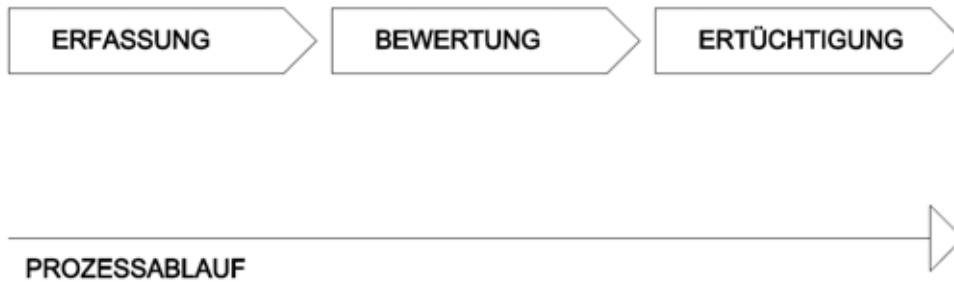 ERFASSUNG
BEWERTUNG
ERTÜCHTIGUNG
PROZESSABLAUF